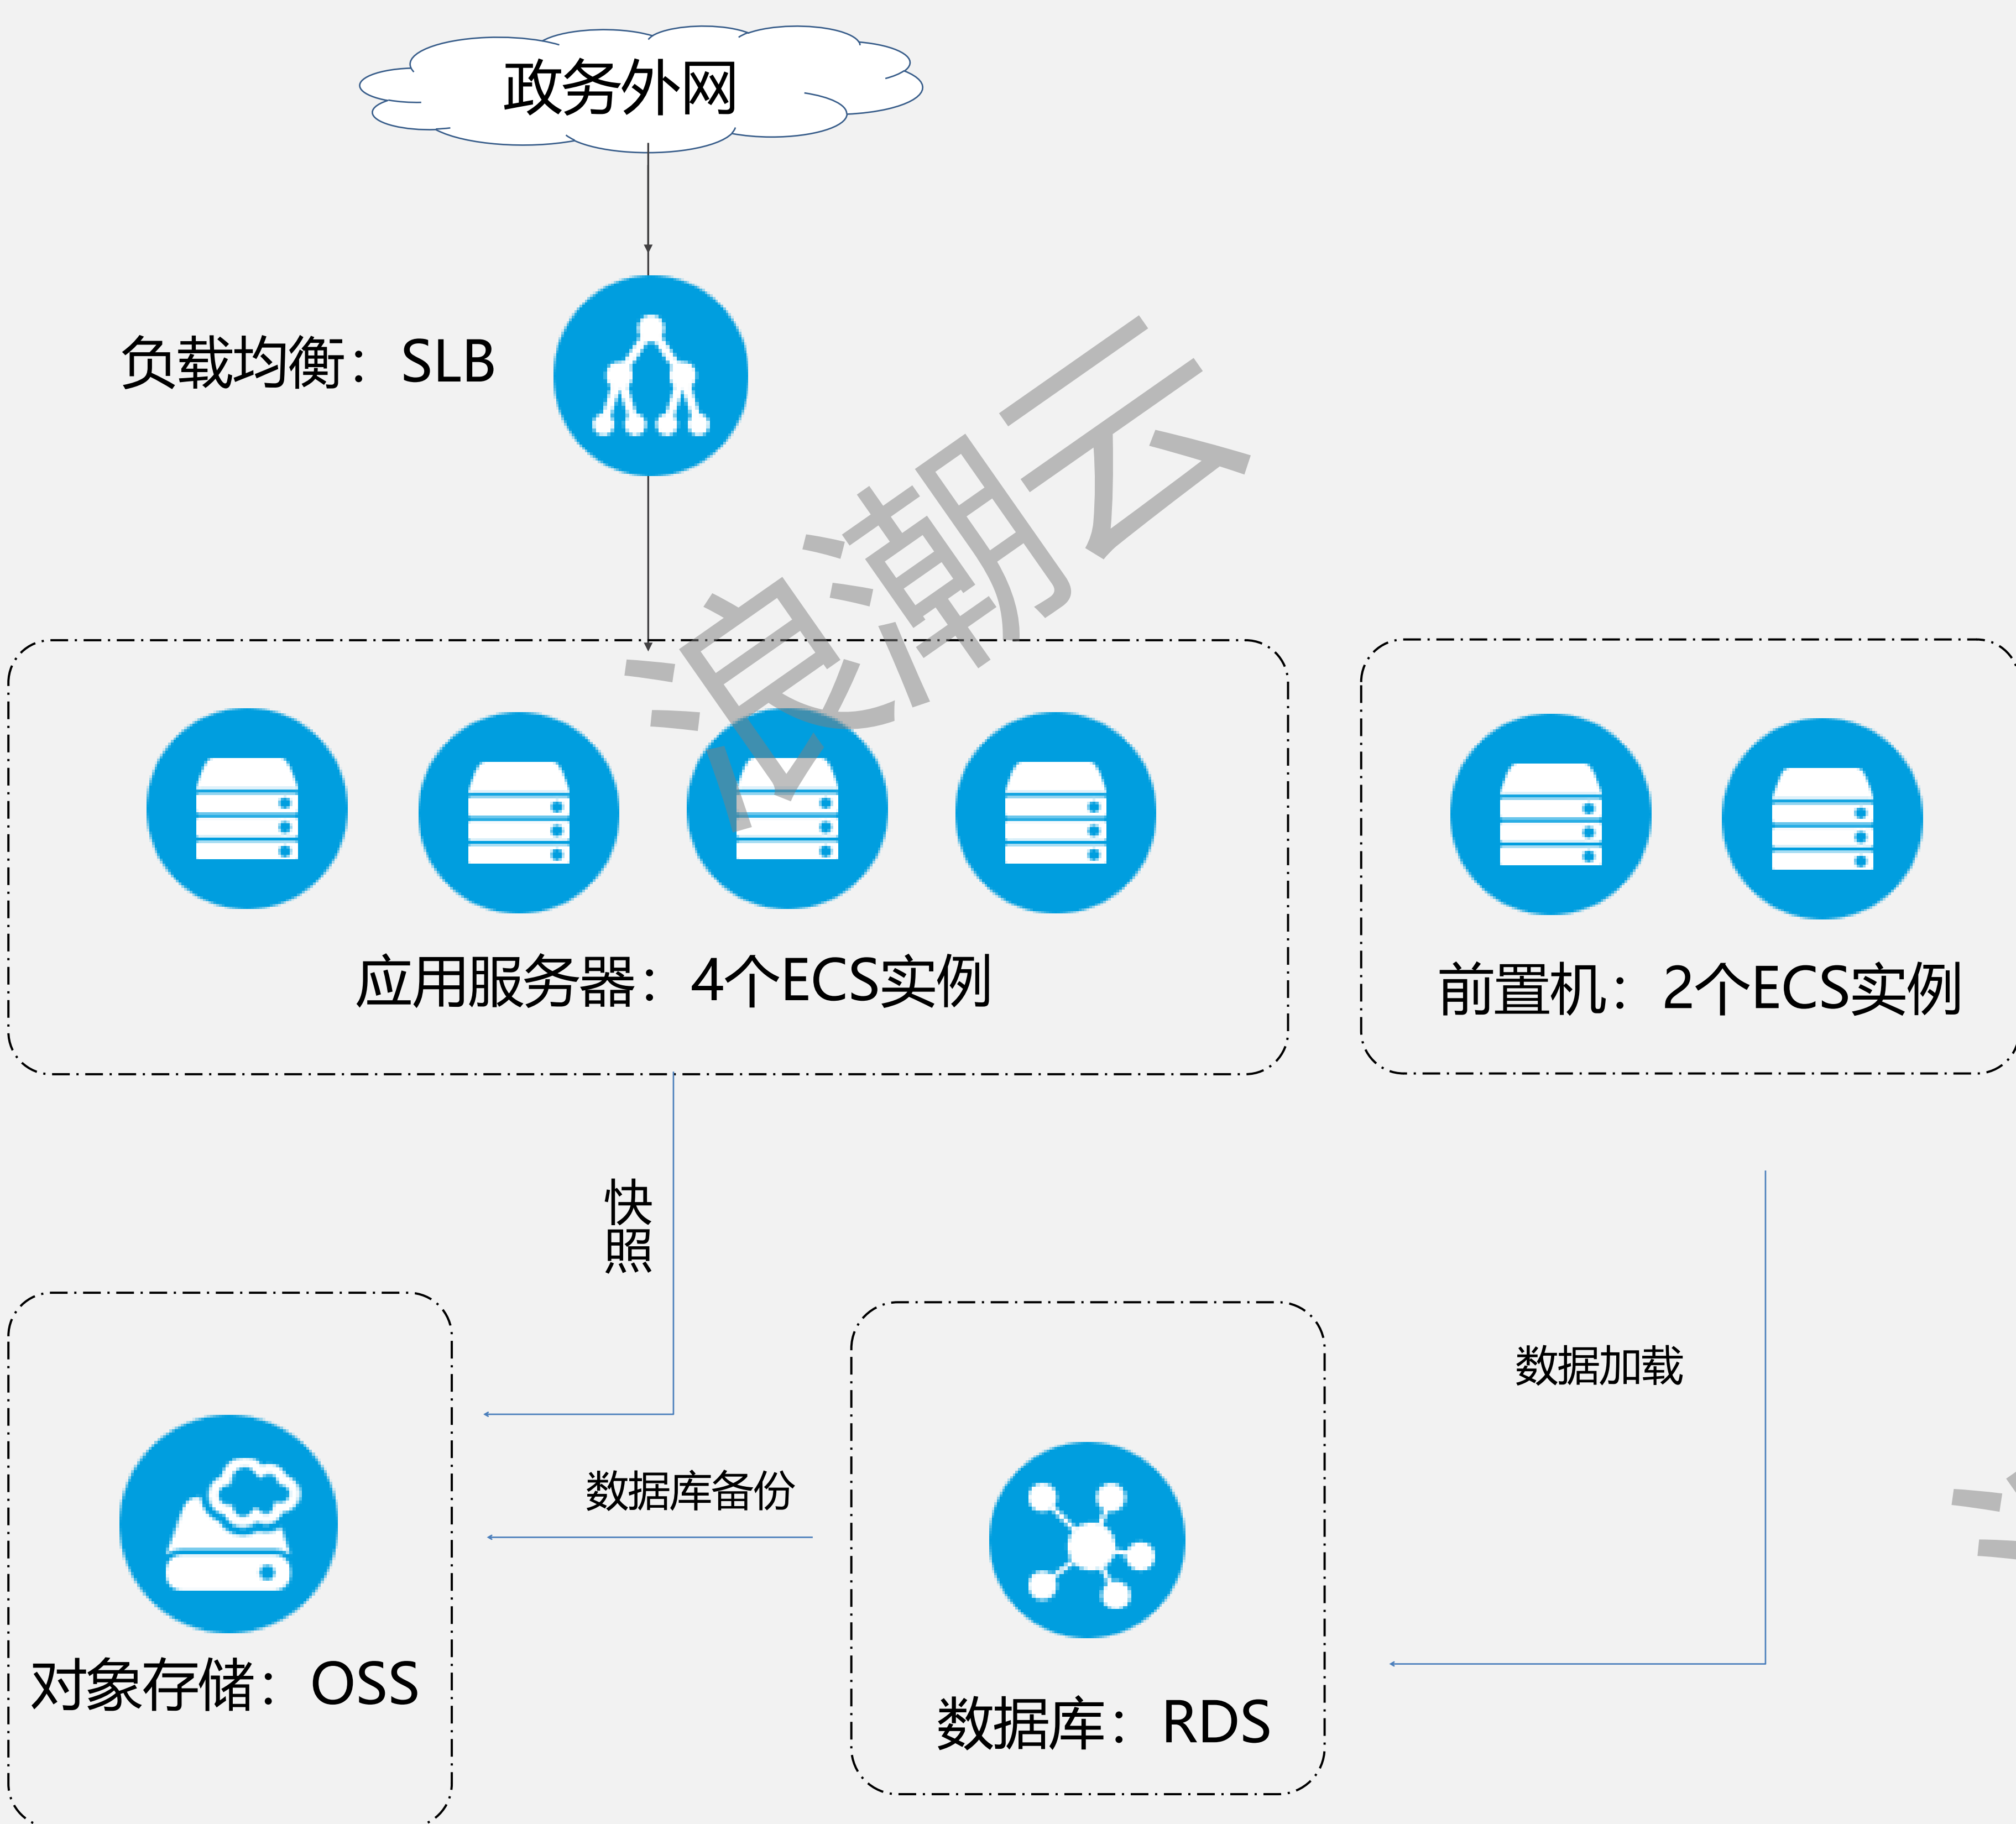 政务外网
负载均衡：SLB
浪潮云
应用服务器：4个ECS实例
前置机：2个ECS实例
快
照
数据加载
数据库备份
对象存储：OSS
数据库：RDS